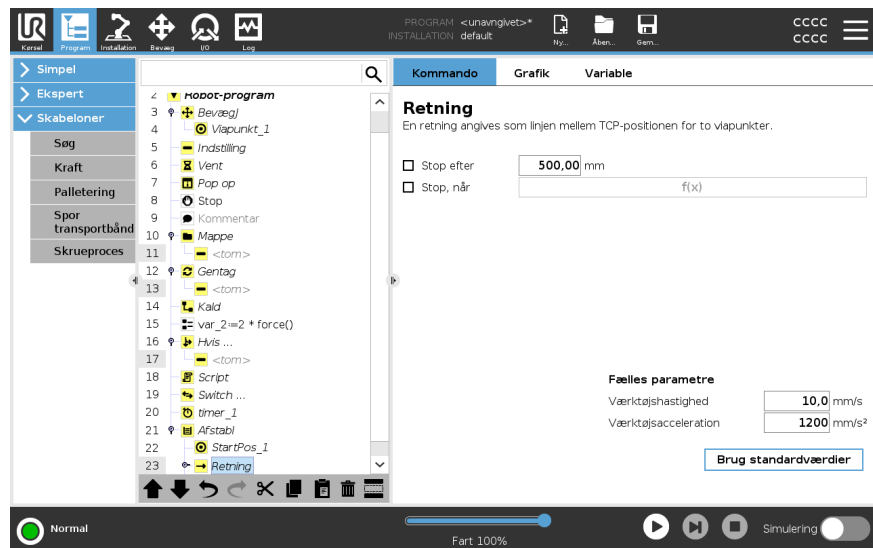 PROGRAM <unavngivet>*
INSTALLATION default
Kørsel
Program
Installation
Bevæg
I/O
Log
Ny...
Åben...
Gem...
CCCC
CCCC
Simpel
Ekspert
Skabeloner
Søg
Kraft
Palletering
Spor
transportbånd
Skrueproces
2 Robot-program
3 BevægJ
4 Viapunkt_1
5 Indstilling
6 Vent
7 Pop op
8 Stop
9 Kommentar
10 Mappe
11 <tom>
12 Gentag
13 <tom>
14 Kald
15 var_2:=2 * force()
16 Hvis ...
17 <tom>
18 Script
19 Switch ...
20 timer_1
21 Afstabl
22 StartPos_1
23 Retning
Kommando Grafik Variable
Retning
En retning angives som linjen mellem TCP-positionen for to viapunkter.
Stop efter 500,00 mm
Stop, når f(x)
Fælles parametre
Værktøjshastighed 10,0 mm/s
Værktøjsacceleration 1200 mm/s²
Brug standardværdier
Normal
Fart 100%
Simulering